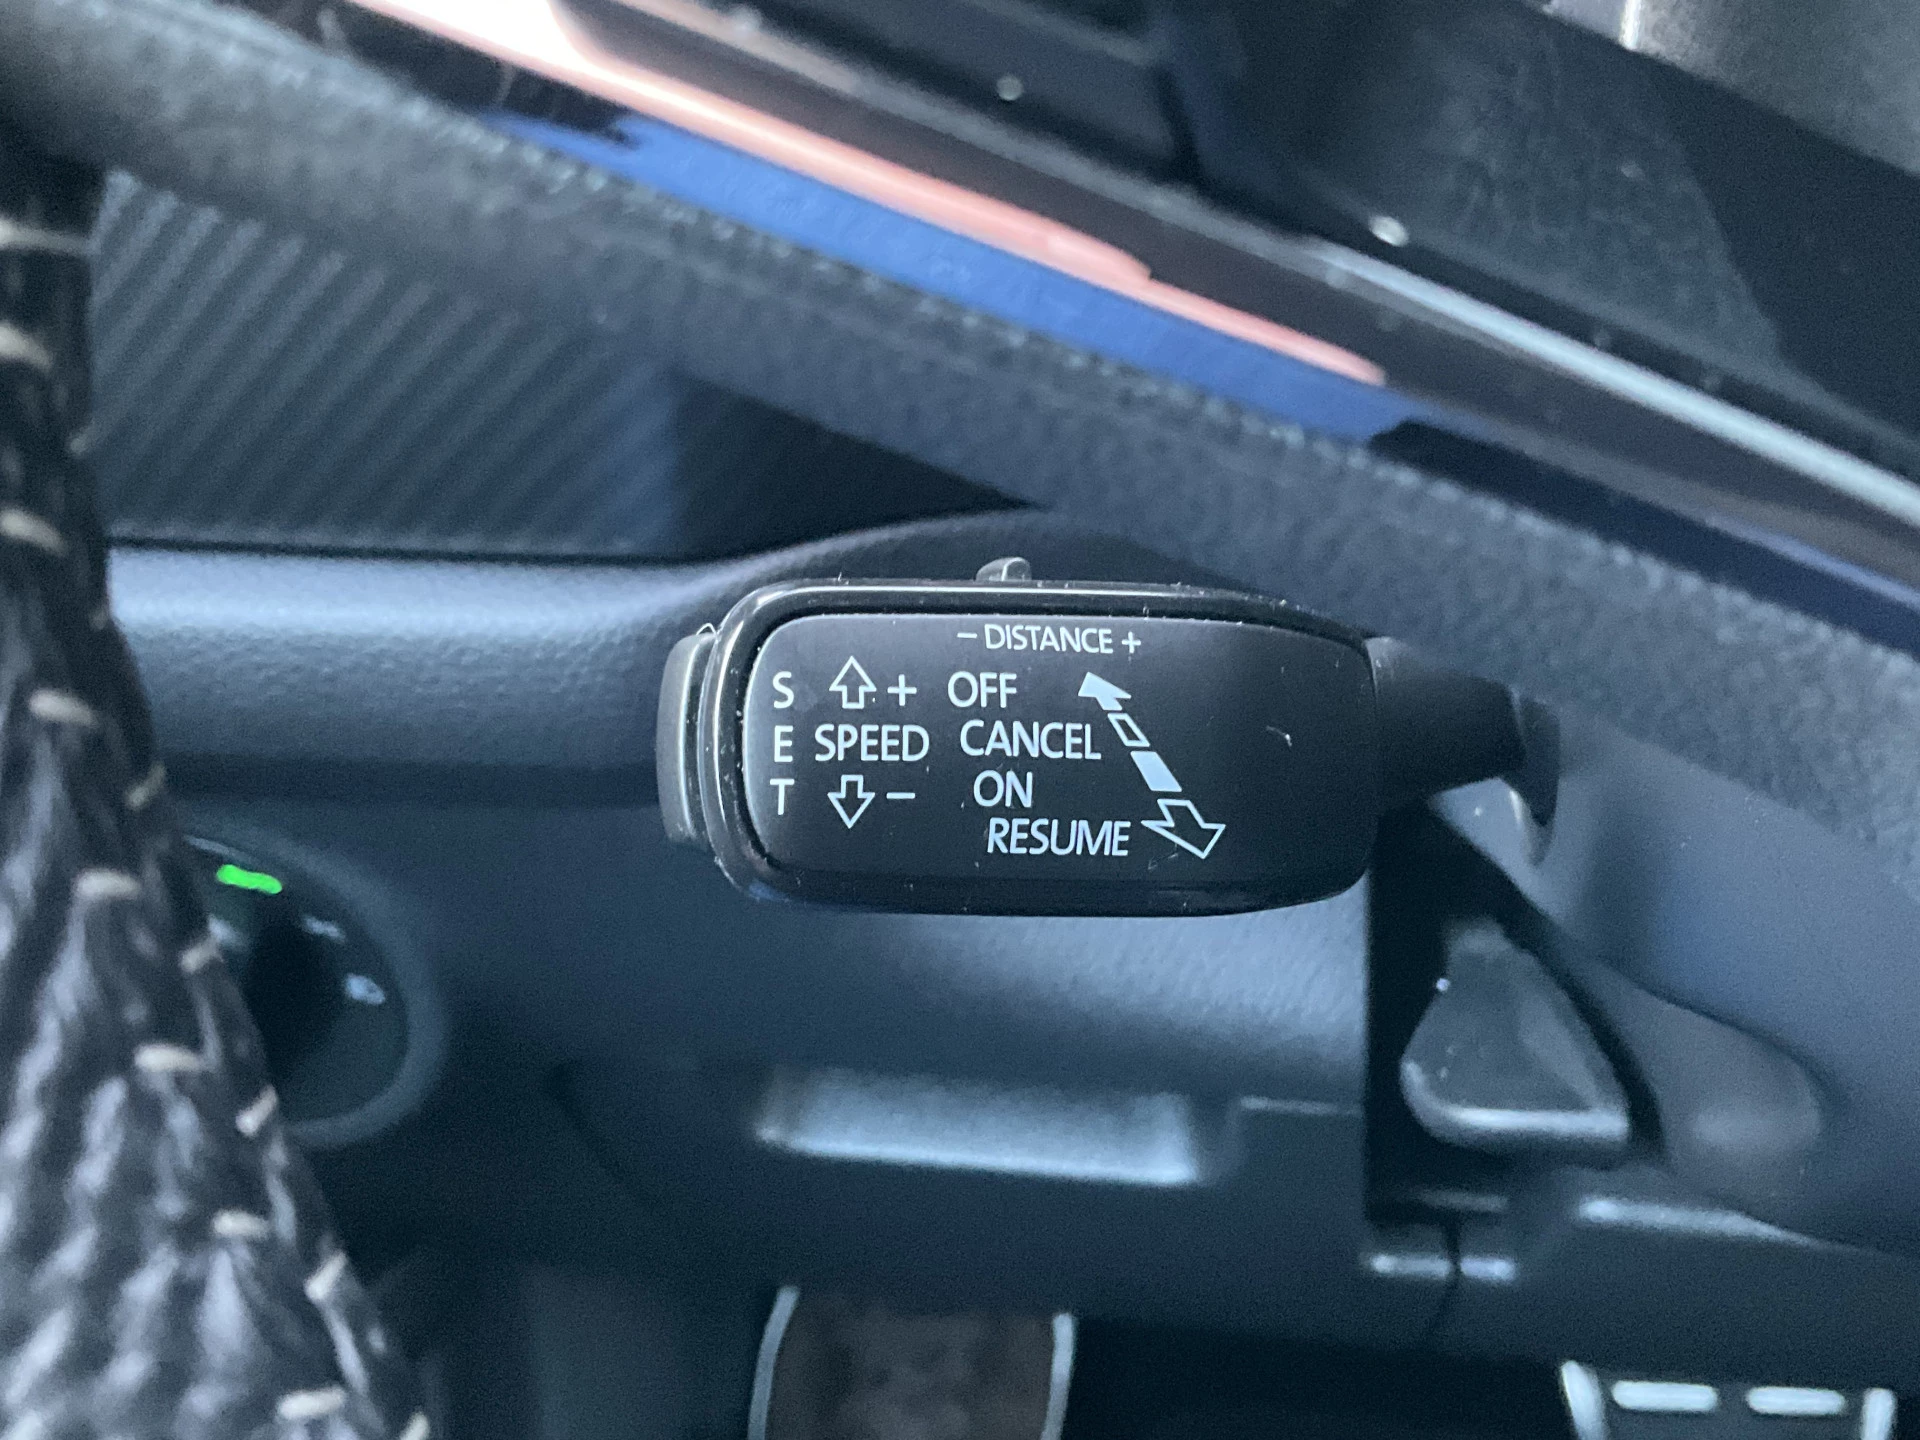 – DISTANCE +
S + OFF
E SPEED CANCEL
T – ON
RESUME